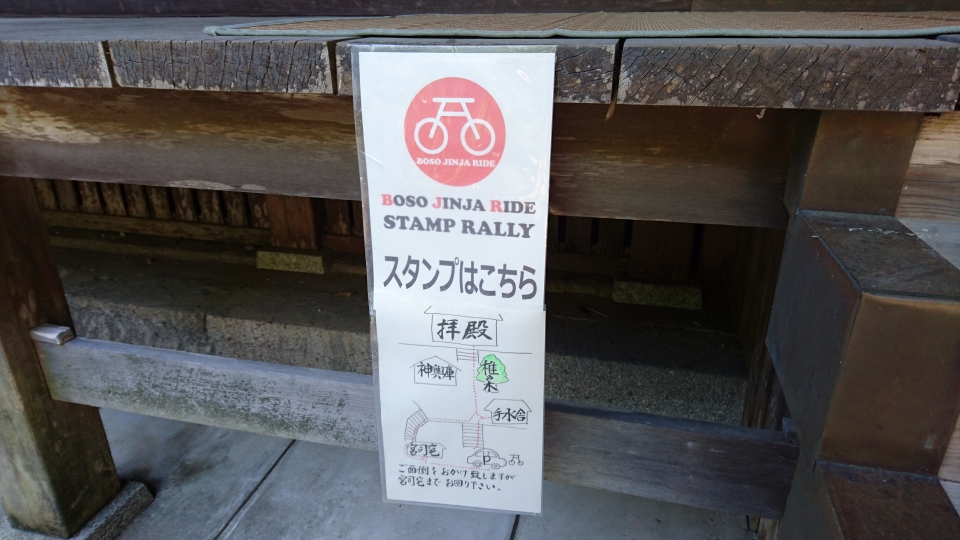 BOSO JINJA RIDE
BOSO JINJA RIDE
STAMP RALLY
スタンプはこちら
拝殿
神輿庫
椎木
手水舎
宮司宅
P
ご面倒をおかけ致しますが
宮司宅までお回り下さい。